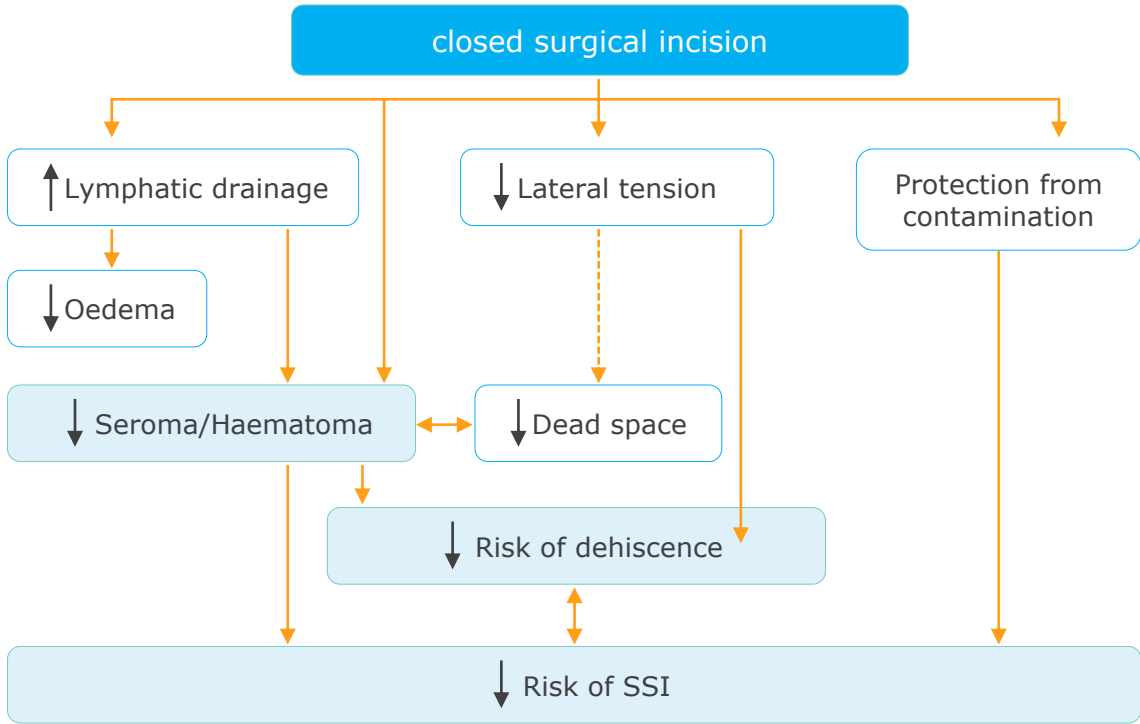 closed surgical incision
Lymphatic drainage
Lateral tension
Protection from
contamination
Oedema
Seroma/Haematoma
Dead space
Risk of dehiscence
Risk of SSI